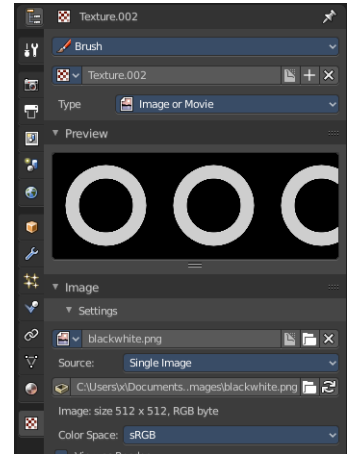 Texture.002
Brush
Texture.002
Type Image or Movie
Preview
Image
Settings
blackwhite.png
Source: Single Image
C:\Users\x\Documents..mages\blackwhite.png
Image: size 512 x 512, RGB byte
Color Space: sRGB